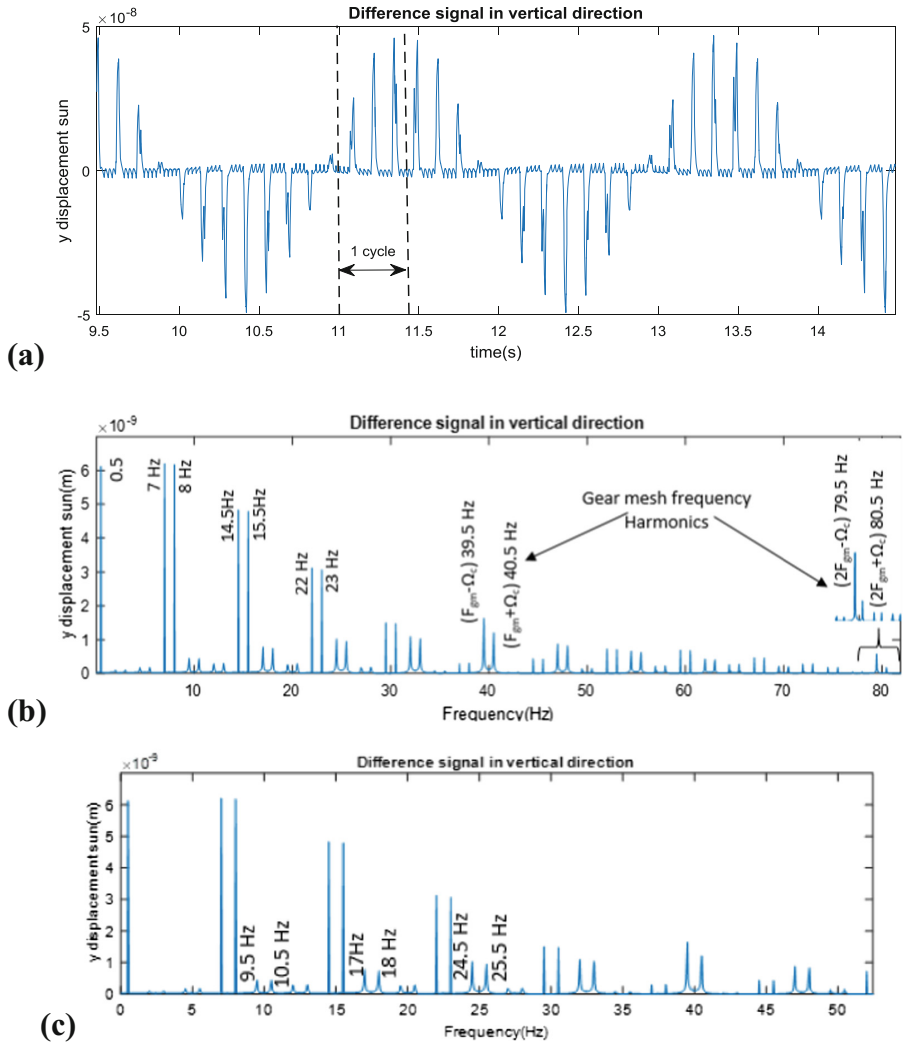 Difference signal in vertical direction
×10⁻⁸
5
0
-5
y displacement sun
1 cycle
9.5 10 10.5 11 11.5 12 12.5 13 13.5 14
time(s)
(a)
Difference signal in vertical direction
×10⁻⁹
6
5
4
3
2
1
0
y displacement sun(m)
0.5
7 Hz
8 Hz
14.5Hz
15.5Hz
22 Hz
23 Hz
(Fgm-Ωc) 39.5 Hz
(Fgm+Ωc) 40.5 Hz
Gear mesh frequency
Harmonics
(2Fgm-Ωc) 79.5 Hz
(2Fgm+Ωc) 80.5 Hz
10 20 30 40 50 60 70 80
Frequency(Hz)
(b)
Difference signal in vertical direction
×10⁻⁹
6
5
4
3
2
1
0
y displacement sun(m)
9.5 Hz
10.5 Hz
17Hz
18 Hz
24.5 Hz
25.5 Hz
0 5 10 15 20 25 30 35 40 45 50
Frequency(Hz)
(c)